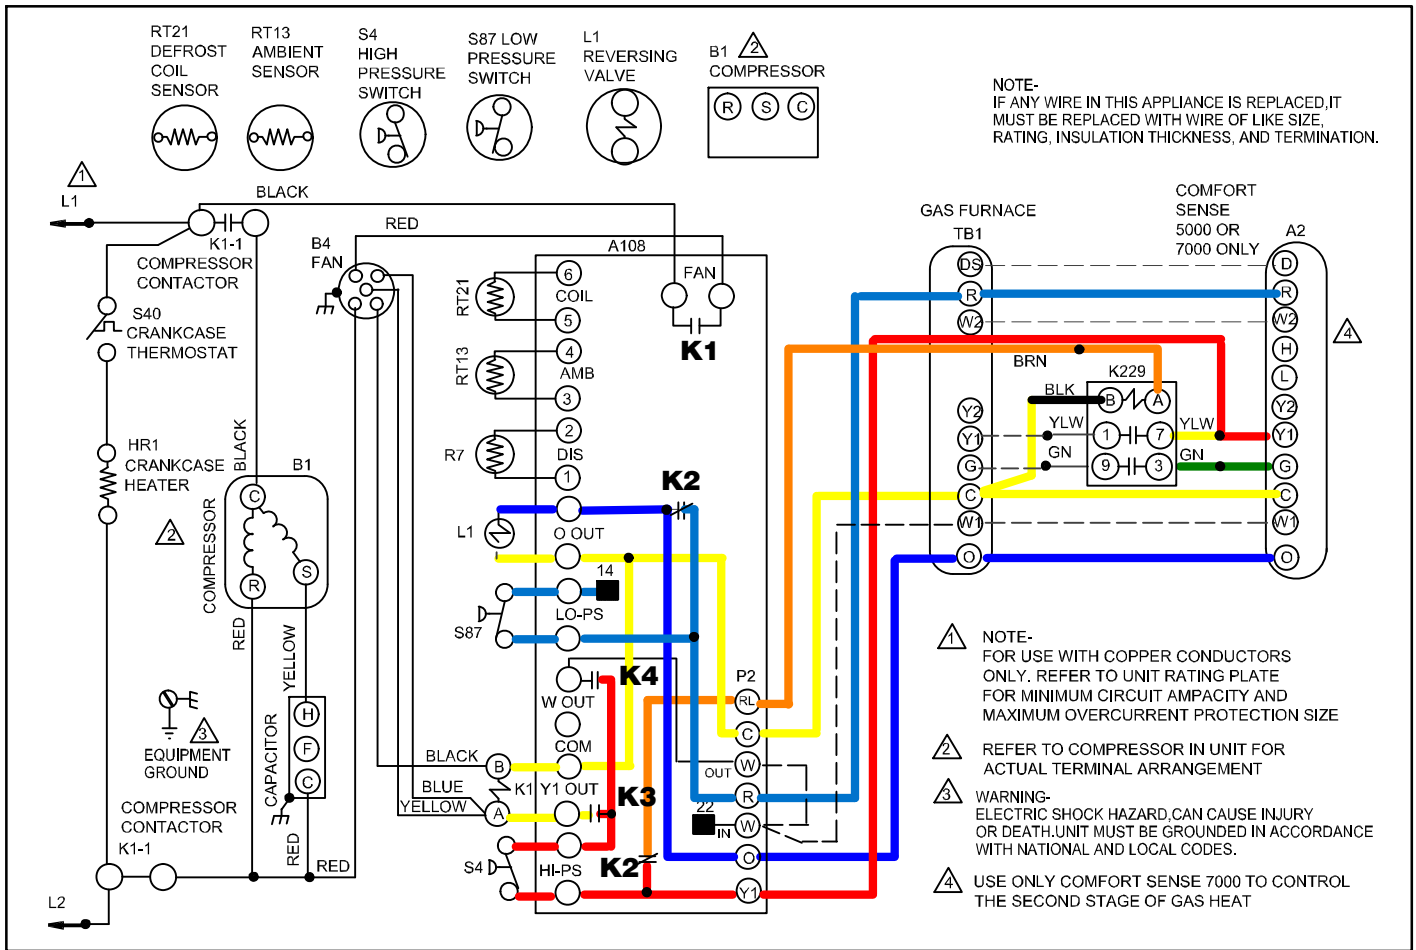 RT21
DEFROST
COIL
SENSOR
RT13
AMBIENT
SENSOR
S4
HIGH
PRESSURE
SWITCH
S87 LOW
PRESSURE
SWITCH
L1
REVERSING
VALVE
B1 2
COMPRESSOR
R S C
NOTE-
IF ANY WIRE IN THIS APPLIANCE IS REPLACED,IT
MUST BE REPLACED WITH WIRE OF LIKE SIZE,
RATING, INSULATION THICKNESS, AND TERMINATION.
1
L1
BLACK
K1-1
COMPRESSOR
CONTACTOR
RED
B4
FAN
S40
CRANKCASE
THERMOSTAT
HR1
CRANKCASE
HEATER
BLACK
B1
2
COMPRESSOR
C
S
R
RED
YELLOW
3
EQUIPMENT
GROUND
CAPACITOR
H
F
C
RED
RED
COMPRESSOR
CONTACTOR
K1-1
L2
A108
FAN
K1
RT21
6
COIL
5
RT13
4
AMB
3
R7
2
DIS
1
L1
O OUT
K2
14
LO-PS
S87
K4
W OUT
COM
BLACK
B
BLUE
YELLOW
K1
Y1 OUT
A
K3
S4
HI-PS
K2
P2
RL
C
OUT W
R
22
IN W
O
Y1
GAS FURNACE
TB1
DS
R
W2
Y2
Y1
G
C
W1
O
COMFORT
SENSE
5000 OR
7000 ONLY
A2
D
R
W2
H
L
Y2
Y1
G
C
W1
O
4
BRN
K229
BLK
B A
YLW
1 7
YLW
GN
9 3
GN
1 NOTE-
FOR USE WITH COPPER CONDUCTORS
ONLY. REFER TO UNIT RATING PLATE
FOR MINIMUM CIRCUIT AMPACITY AND
MAXIMUM OVERCURRENT PROTECTION SIZE
2 REFER TO COMPRESSOR IN UNIT FOR
ACTUAL TERMINAL ARRANGEMENT
3 WARNING-
ELECTRIC SHOCK HAZARD,CAN CAUSE INJURY
OR DEATH.UNIT MUST BE GROUNDED IN ACCORDANCE
WITH NATIONAL AND LOCAL CODES.
4 USE ONLY COMFORT SENSE 7000 TO CONTROL
THE SECOND STAGE OF GAS HEAT